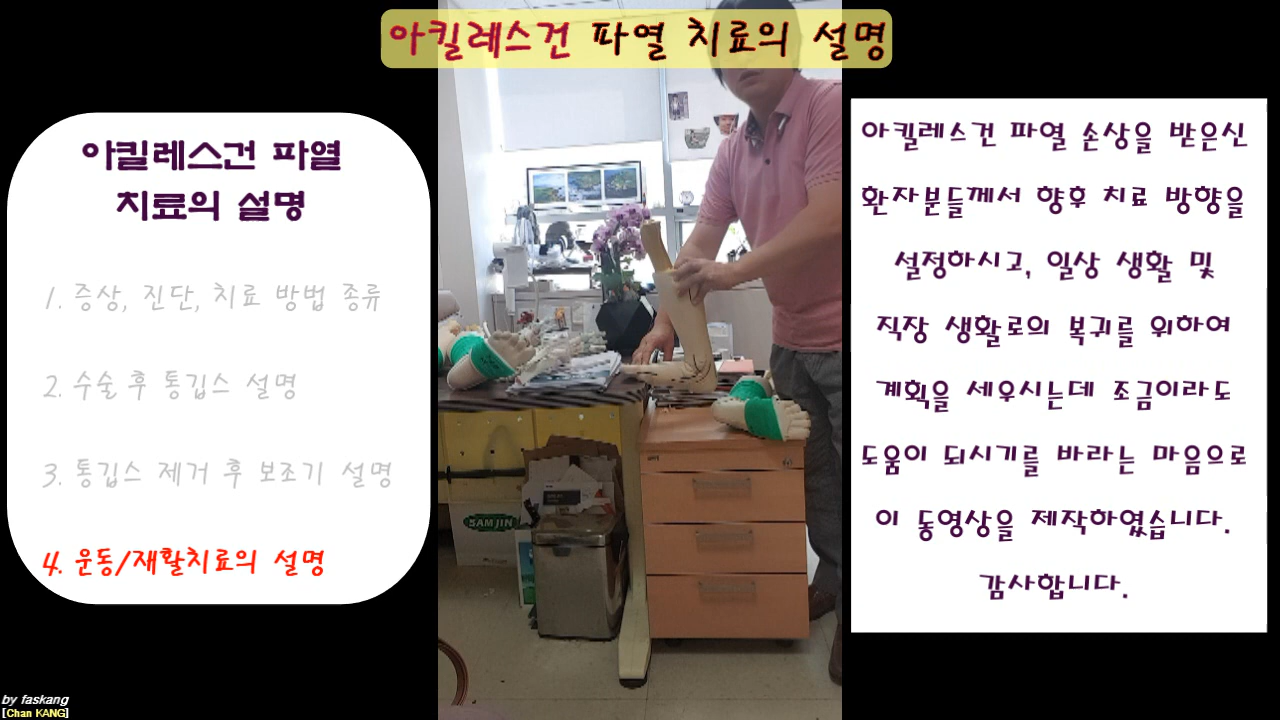 아킬레스건 파열 치료의 설명
아킬레스건 파열
치료의 설명
1. 증상, 진단, 치료 방법 종류
2. 수술 후 통깁스 설명
3. 통깁스 제거 후 보조기 설명
4. 운동/재활치료의 설명
SAMJIN
아킬레스건 파열 손상을 받은신
환자분들께서 향후 치료 방향을
설정하시고, 일상 생활 및
직장 생활로의 복귀를 위하여
계획을 세우시는데 조금이라도
도움이 되시기를 바라는 마음으로
이 동영상을 제작하였습니다.
감사합니다.
by faskang
[Chan KANG]